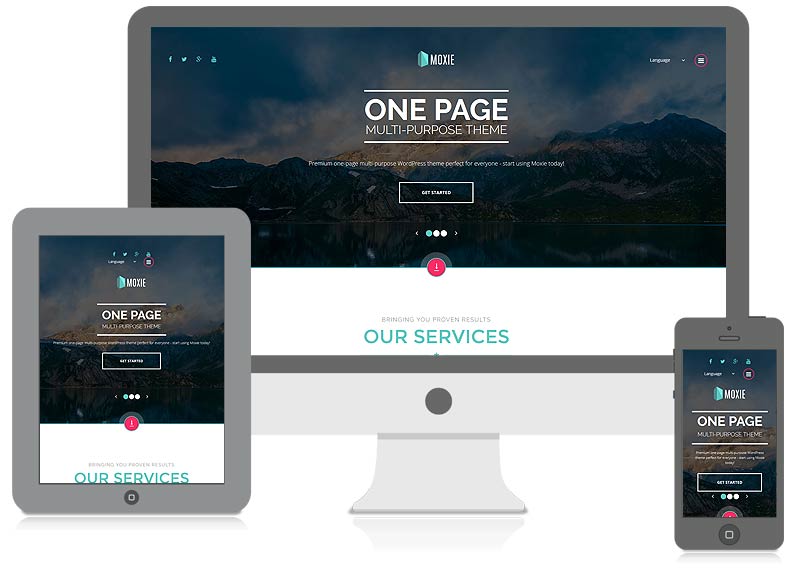 MOXIE
Language
ONE PAGE
MULTI-PURPOSE THEME
Premium one-page multi-purpose WordPress theme perfect for everyone - start using Moxie today!
GET STARTED
BRINGING YOU PROVEN RESULTS
OUR SERVICES
Language
MOXIE
ONE PAGE
MULTI-PURPOSE THEME
Premium one-page multi-purpose WordPress theme perfect for everyone - start using Moxie today!
GET STARTED
BRINGING YOU PROVEN RESULTS
OUR SERVICES
Language
MOXIE
ONE PAGE
MULTI-PURPOSE THEME
Premium one-page multi-purpose WordPress
theme perfect for everyone - start using Moxie
today!
GET STARTED